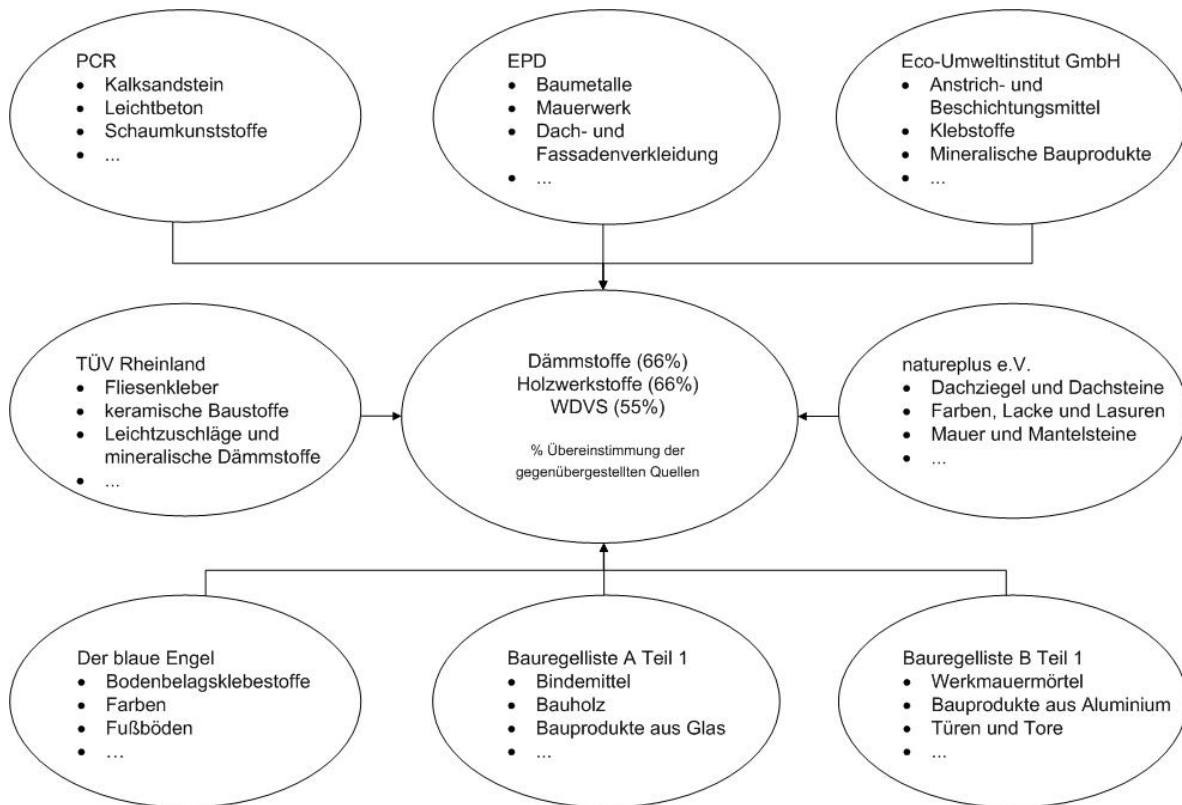 PCR
• Kalksandstein
• Leichtbeton
• Schaumkunststoffe
• ...
EPD
• Baumetalle
• Mauerwerk
• Dach- und
Fassadenverkleidung
• ...
Eco-Umweltinstitut GmbH
• Anstrich- und
Beschichtungsmittel
• Klebstoffe
• Mineralische Bauprodukte
• ...
TÜV Rheinland
• Fliesenkleber
• keramische Baustoffe
• Leichtzuschläge und
mineralische Dämmstoffe
• ...
Dämmstoffe (66%)
Holzwerkstoffe (66%)
WDVS (55%)
% Übereinstimmung der
gegenübergestellten Quellen
natureplus e.V.
• Dachziegel und Dachsteine
• Farben, Lacke und Lasuren
• Mauer und Mantelsteine
• ...
Der blaue Engel
• Bodenbelagsklebestoffe
• Farben
• Fußböden
• ...
Bauregelliste A Teil 1
• Bindemittel
• Bauholz
• Bauprodukte aus Glas
• ...
Bauregelliste B Teil 1
• Werkmauermörtel
• Bauprodukte aus Aluminium
• Türen und Tore
• ...